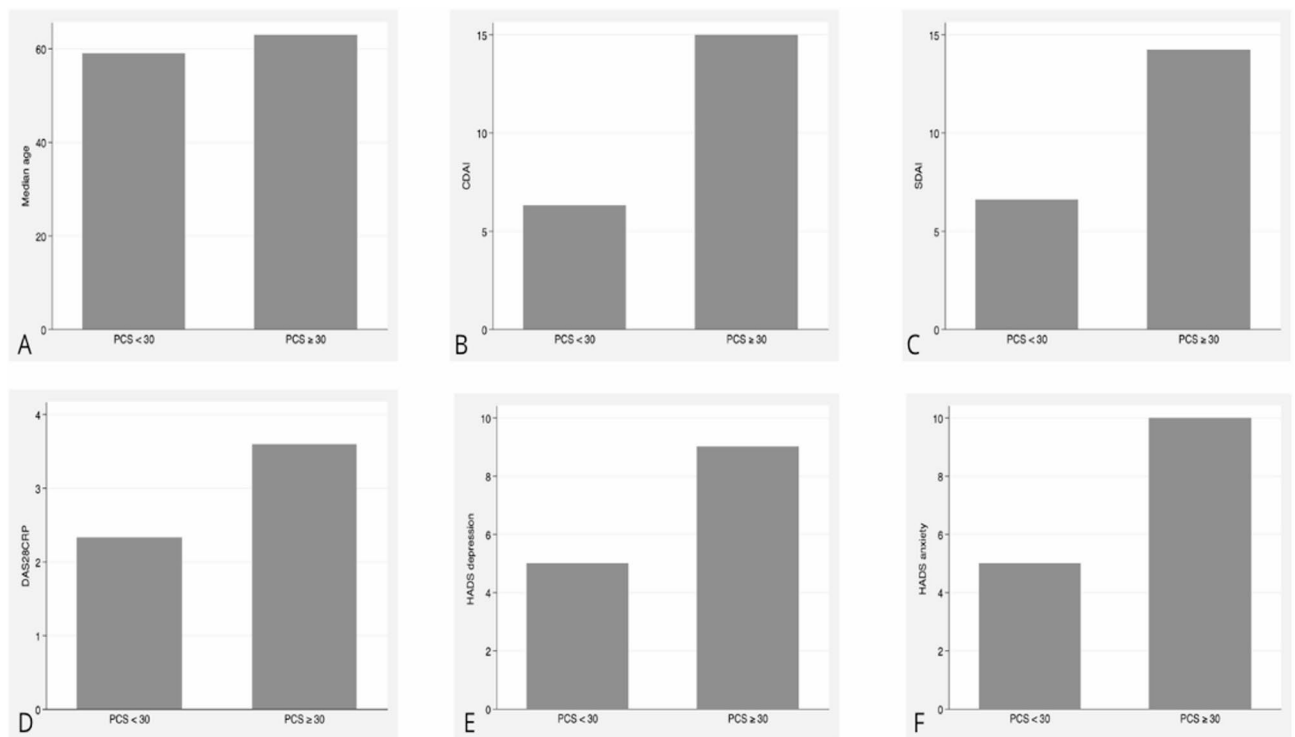 Median age
60
40
20
0
PCS < 30
PCS ≥ 30
A
CDAI
15
10
5
0
PCS < 30
PCS ≥ 30
B
SDAI
15
10
5
0
PCS < 30
PCS ≥ 30
C
DAS28CRP
4
3
2
1
0
PCS < 30
PCS ≥ 30
D
HADS depression
10
8
6
4
2
0
PCS < 30
PCS ≥ 30
E
HADS anxiety
10
8
6
4
2
0
PCS < 30
PCS ≥ 30
F